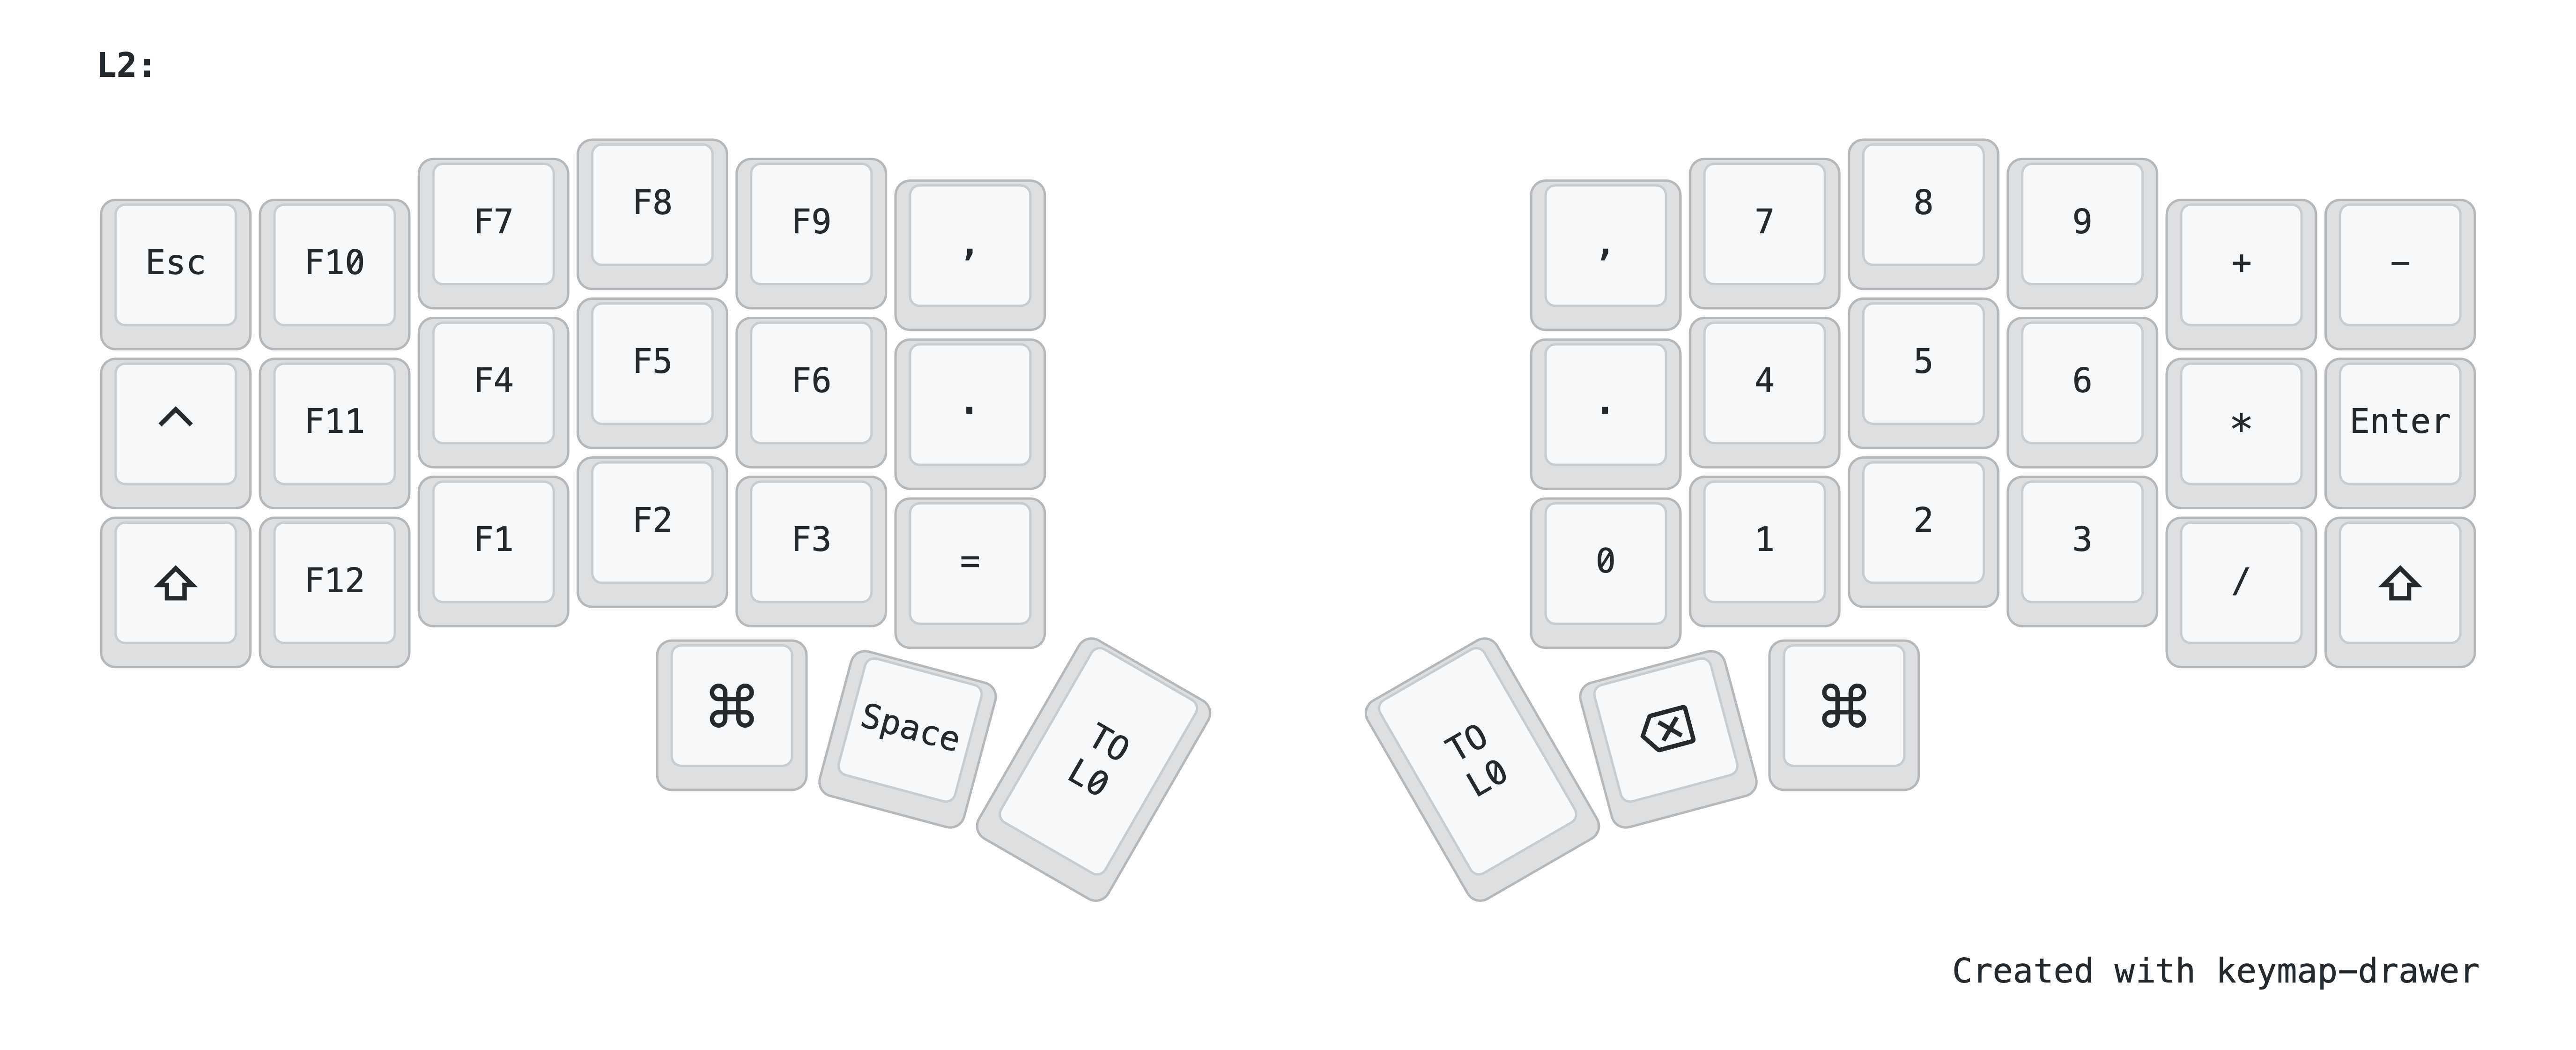 L2:
Esc F10 F7 F8 F9 , , 7 8 9 + -
^ F11 F4 F5 F6 . . 4 5 6 * Enter
⇧ F12 F1 F2 F3 = 0 1 2 3 / ⇧
⌘ Space TO L0 TO L0 ⌫ ⌘
Created with keymap-drawer